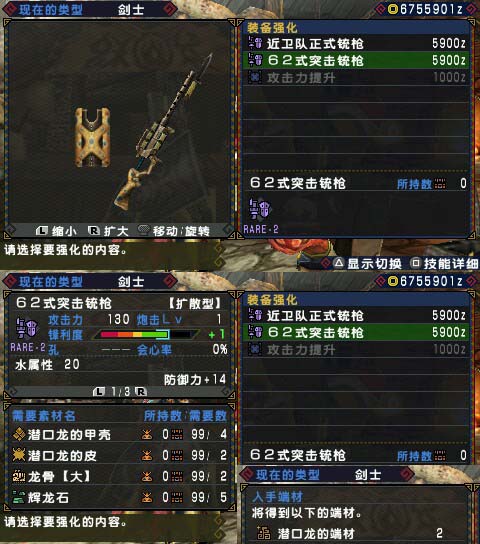 现在的类型 剑士
6755901z
装备强化
近卫队正式铳枪 5900z
62式突击铳枪 5900z
攻击力提升 1000z
62式突击铳枪 所持数 0
RARE-2
L 缩小 R 扩大 移动/旋转
请选择要强化的内容。
△显示切换 □技能详细
现在的类型 剑士
6755901z
62式突击铳枪 【扩散型】
攻击力 130 炮击Lv 1
锋利度 +1
RARE-2
孔 --- 会心率 0%
水属性 20
防御力+14
L 1/3 R
需要素材名 所持数/需要数
潜口龙的甲壳 0 99/ 4
潜口龙的皮 0 99/ 2
龙骨【大】 0 99/ 2
辉龙石 0 99/ 5
请选择要强化的内容。
装备强化
近卫队正式铳枪 5900z
62式突击铳枪 5900z
攻击力提升 1000z
62式突击铳枪 所持数 0
现在的类型 剑士
入手端材
将得到以下的端材。
潜口龙的端材 2